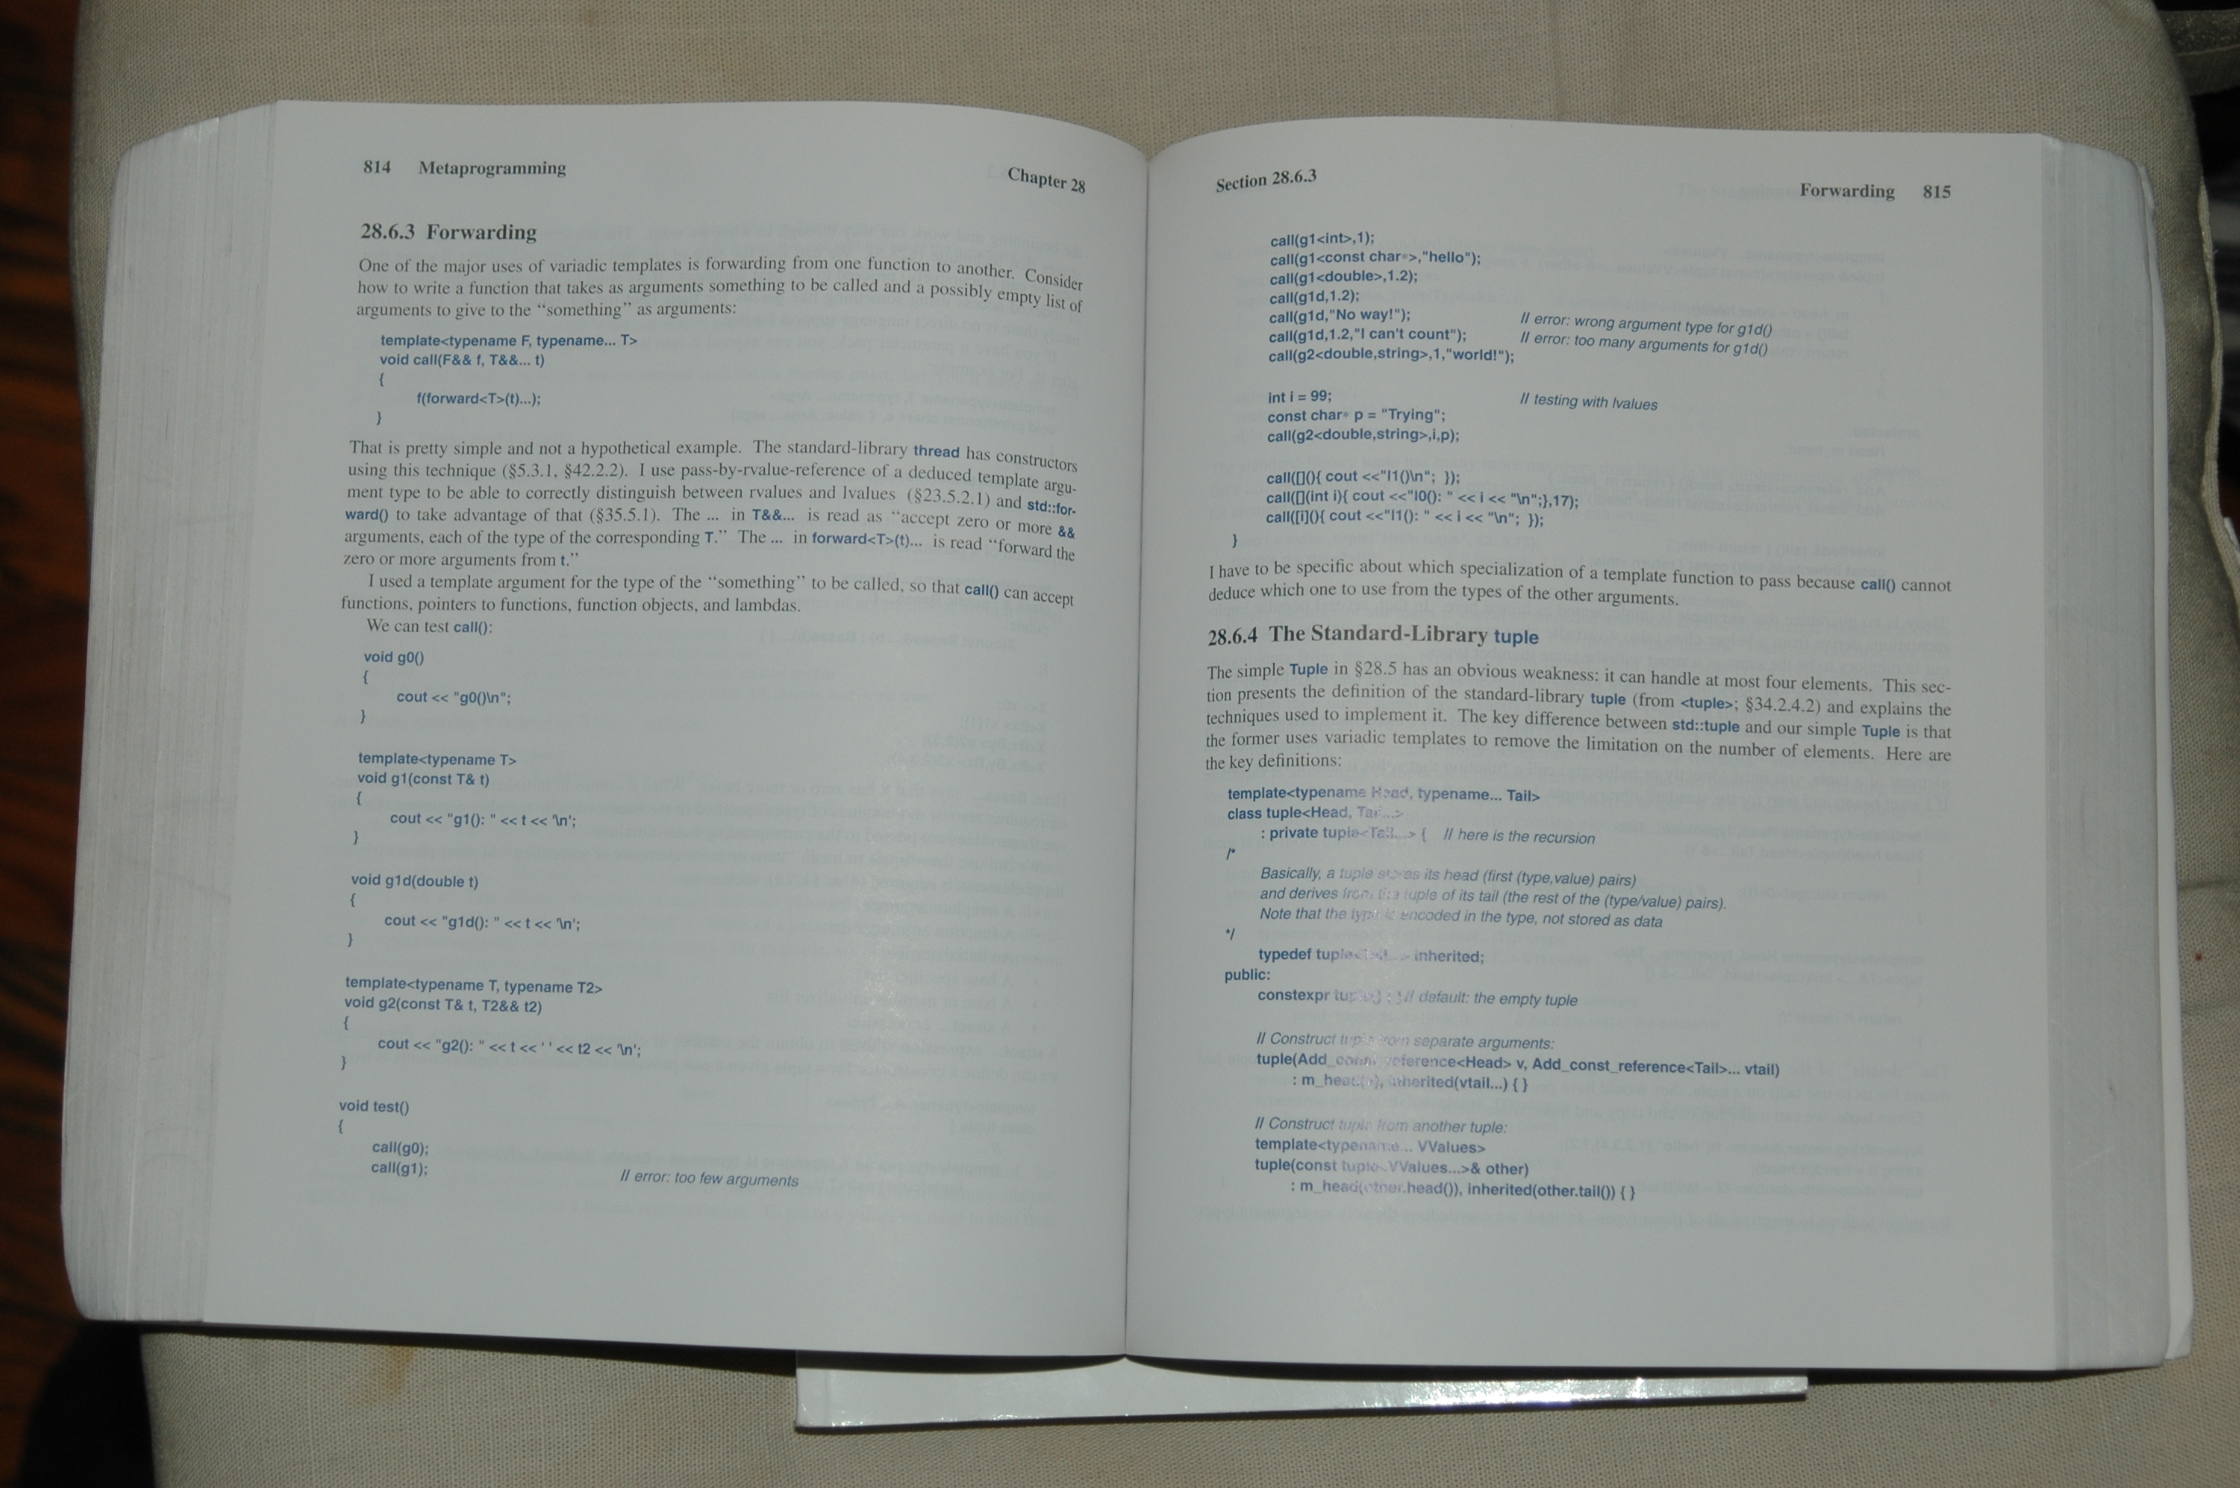 814 Metaprogramming Chapter 28
28.6.3 Forwarding
One of the major uses of variadic templates is forwarding from one function to another. Consider
how to write a function that takes as arguments something to be called and a possibly empty list of
arguments to give to the “something” as arguments:
template<typename F, typename... T>
void call(F&& f, T&&... t)
{
f(forward<T>(t)...);
}
That is pretty simple and not a hypothetical example. The standard-library thread has constructors
using this technique (§5.3.1, §42.2.2). I use pass-by-rvalue-reference of a deduced template argu-
ment type to be able to correctly distinguish between rvalues and lvalues (§23.5.2.1) and std::for-
ward() to take advantage of that (§35.5.1). The ... in T&&... is read as “accept zero or more &&
arguments, each of the type of the corresponding T.” The ... in forward<T>(t)... is read “forward the
zero or more arguments from t.”
I used a template argument for the type of the “something” to be called, so that call() can accept
functions, pointers to functions, function objects, and lambdas.
We can test call():
void g0()
{
cout << "g0()\n";
}
template<typename T>
void g1(const T& t)
{
cout << "g1(): " << t << '\n';
}
void g1d(double t)
{
cout << "g1d(): " << t << '\n';
}
template<typename T, typename T2>
void g2(const T& t, T2&& t2)
{
cout << "g2(): " << t << ' ' << t2 << '\n';
}
void test()
{
call(g0);
call(g1); // error: too few arguments
Section 28.6.3 Forwarding 815
call(g1<int>,1);
call(g1<const char*>,"hello");
call(g1<double>,1.2);
call(g1d,1.2);
call(g1d,"No way!"); // error: wrong argument type for g1d()
call(g1d,1.2,"I can't count"); // error: too many arguments for g1d()
call(g2<double,string>,1,"world!");
int i = 99; // testing with lvalues
const char* p = "Trying";
call(g2<double,string>,i,p);
call([](){ cout <<"l1()\n"; });
call([](int i){ cout <<"l0(): " << i << "\n";},17);
call([i](){ cout <<"l1(): " << i << "\n"; });
}
I have to be specific about which specialization of a template function to pass because call() cannot
deduce which one to use from the types of the other arguments.
28.6.4 The Standard-Library tuple
The simple Tuple in §28.5 has an obvious weakness: it can handle at most four elements. This sec-
tion presents the definition of the standard-library tuple (from <tuple>; §34.2.4.2) and explains the
techniques used to implement it. The key difference between std::tuple and our simple Tuple is that
the former uses variadic templates to remove the limitation on the number of elements. Here are
the key definitions:
template<typename Head, typename... Tail>
class tuple<Head, Tail...>
: private tuple<Tail...> { // here is the recursion
/*
Basically, a tuple stores its head (first (type,value) pairs)
and derives from the tuple of its tail (the rest of the (type/value) pairs).
Note that the type is encoded in the type, not stored as data
*/
typedef tuple<Tail...> inherited;
public:
constexpr // default: the empty tuple
// Construct tuple from separate arguments:
tuple(Add_const_reference<Head> v, Add_const_reference<Tail>... vtail)
: m_head(v), inherited(vtail...) { }
// Construct tuple from another tuple:
template<typename... VValues>
tuple(const tuple<VValues...>& other)
: m_head(other.head()), inherited(other.tail()) { }